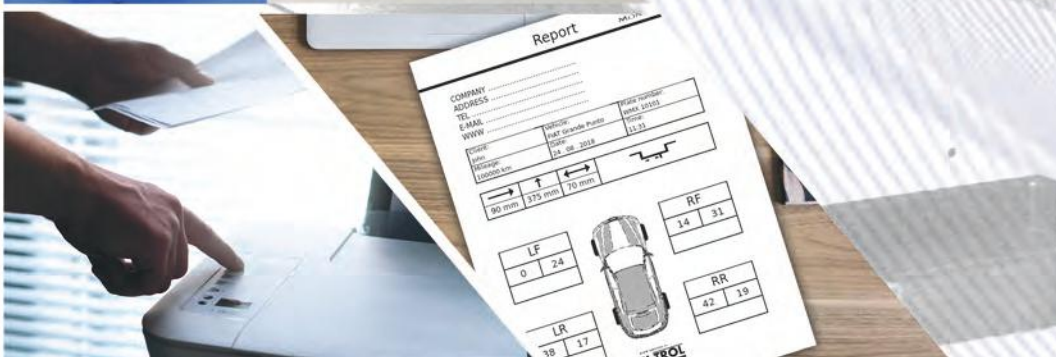 Report
COMPANY
ADDRESS
TEL
E-MAIL
WWW
Client: Vehicle: Plate number:
John FIAT Grande Punto WMX 10101
Mileage: Date: Time:
100000 km 24 08 2018 11:31
90 mm 375 mm 70 mm
RF
14 31
LF
0 24
RR
42 19
LR
38 17